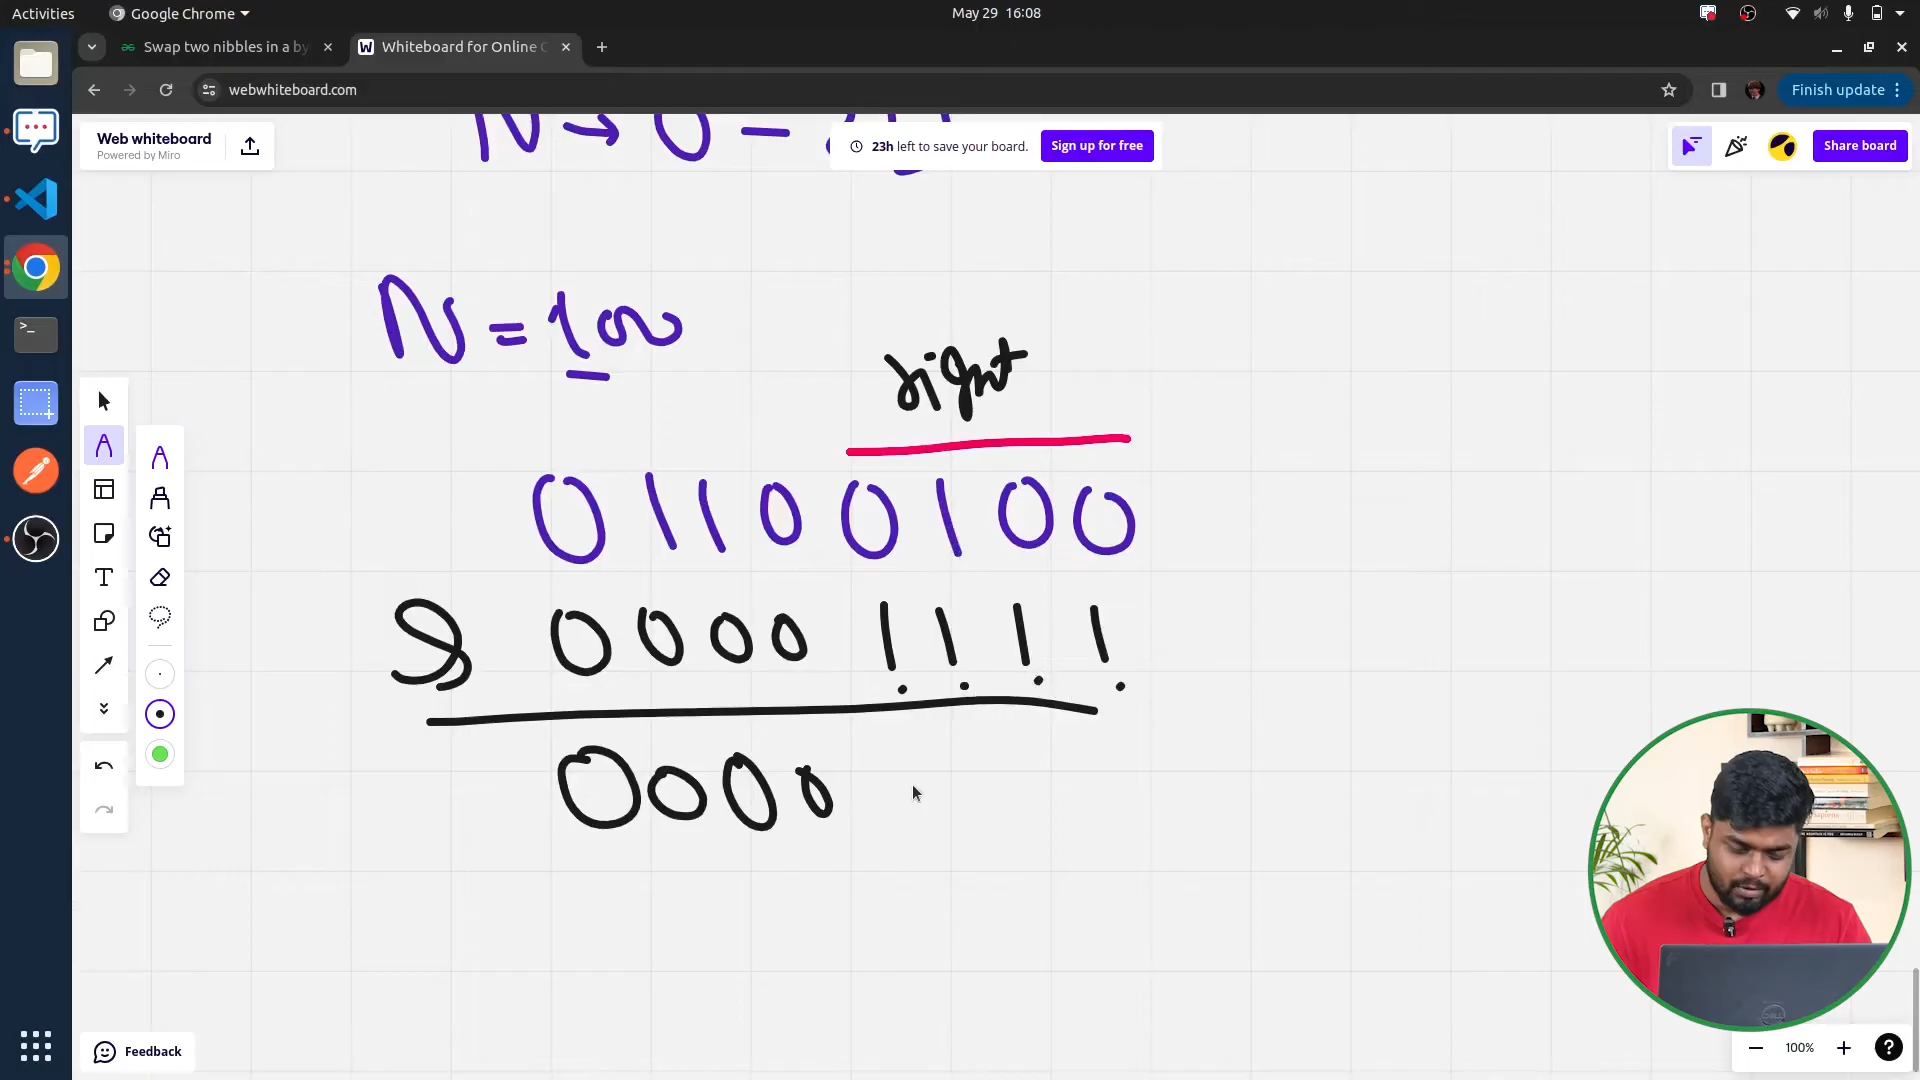 Activities
Google Chrome
May 29 16:08
Swap two nibbles in a by
Whiteboard for Online C
webwhiteboard.com
Finish update
Web whiteboard
Powered by Miro
23h left to save your board.
Sign up for free
Share board
N → 0 -
N = 100
right
0 1 1 0 0 1 0 0
& 0 0 0 0 1 1 1 1
0 0 0 0
T
Feedback
100%
?
DELL